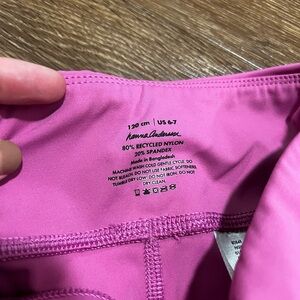 120 cm | US 6-7
hanna andersson
80% RECYCLED NYLON
20% SPANDEX
Made in Bangladesh
MACHINE WASH COLD GENTLE CYCLE. DO
NOT BLEACH. DO NOT USE FABRIC SOFTENERS.
TUMBLE DRY LOW. DO NOT IRON. DO NOT
DRY CLEAN.